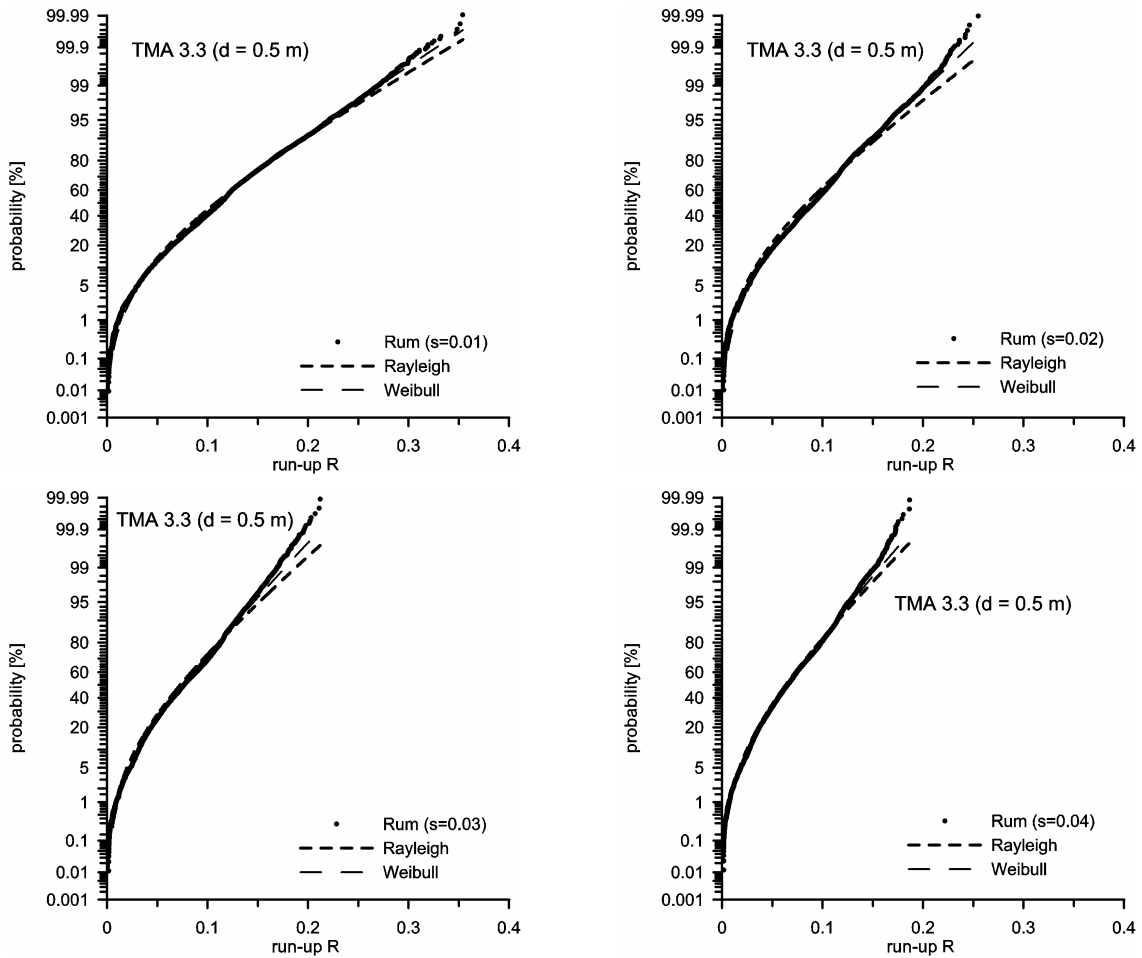 99.99
TMA 3.3 (d = 0.5 m)
99.9
99
95
80
60
40
20
5
1
0.1
0.01
0.001
probability [%]
Rum (s=0.01)
Rayleigh
Weibull
0 0.1 0.2 0.3 0.4
run-up R
99.99
TMA 3.3 (d = 0.5 m)
99.9
99
95
80
60
40
20
5
1
0.1
0.01
0.001
probability [%]
Rum (s=0.02)
Rayleigh
Weibull
0 0.1 0.2 0.3 0.4
run-up R
99.99
TMA 3.3 (d = 0.5 m)
99.9
99
95
80
60
40
20
5
1
0.1
0.01
0.001
probability [%]
Rum (s=0.03)
Rayleigh
Weibull
0 0.1 0.2 0.3 0.4
run-up R
99.99
99.9
99
95
TMA 3.3 (d = 0.5 m)
80
60
40
20
5
1
0.1
0.01
0.001
probability [%]
Rum (s=0.04)
Rayleigh
Weibull
0 0.1 0.2 0.3 0.4
run-up R